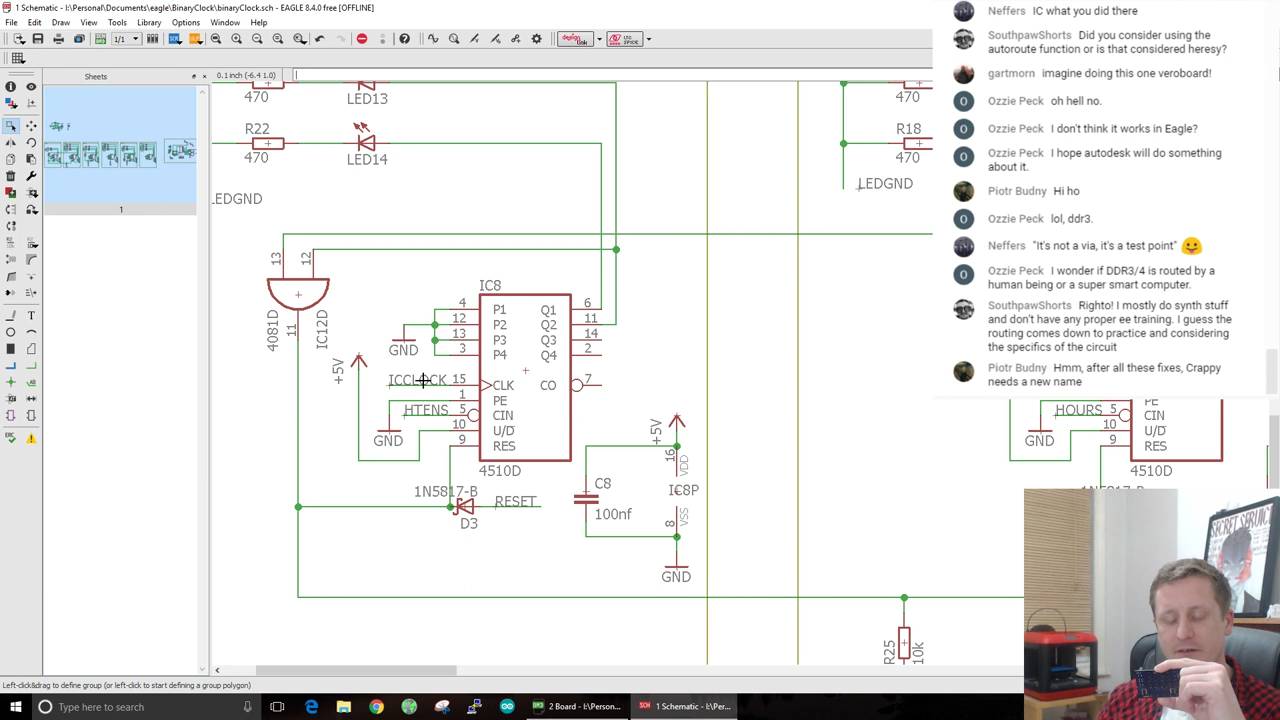 1 Schematic - I:\Personal\Documents\eagle\BinaryClock\binaryClock.sch - EAGLE 8.4.0 free [OFFLINE]
File Edit Draw View Tools Library Options Window Help
1/1
design link
LTC SPICE
Sheets
0.1 inch (-6.4 1.0)
1
470
LED13
R22
470
LED14
LEDGND
470
R18
470
LEDGND
13
12
4081D
11
IC12D
IC8
4
12
13
3
P1
P2
P3
P4
Q1
Q2
Q3
Q4
6
11
14
2
GND
+5V
ICCLOCK
15
CLK
CO
7
1
PE
HTENS
5
CIN
10
U/D
9
RES
GND
4510D
1N5817-B
D3
RESET
C8
100nf
+5V
16
VDD
IC8P
VSS
8
GND
R25
10k
PE
HOURS
5
CIN
10
U/D
9
RES
GND
4510D
1N5817-B
Neffers IC what you did there
SouthpawShorts Did you consider using the
autoroute function or is that considered heresy?
gartmorn imagine doing this one veroboard!
O Ozzie Peck oh hell no.
O Ozzie Peck I don't think it works in Eagle?
O Ozzie Peck I hope autodesk will do something
about it.
Piotr Budny Hi ho
O Ozzie Peck lol, ddr3.
Neffers "It's not a via, it's a test point" 😛
O Ozzie Peck I wonder if DDR3/4 is routed by a
human being or a super smart computer.
SouthpawShorts Righto! I mostly do synth stuff
and don't have any proper ee training. I guess the
routing comes down to practice and considering
the specifics of the circuit
Piotr Budny Hmm, after all these fixes, Crappy
needs a new name
SECRET SERVICE
Left-click&drag to define group (or left-click to start defining a group polygon)
Type here to search
2 Board - I:\Person...
1 Schematic - I:\Per...